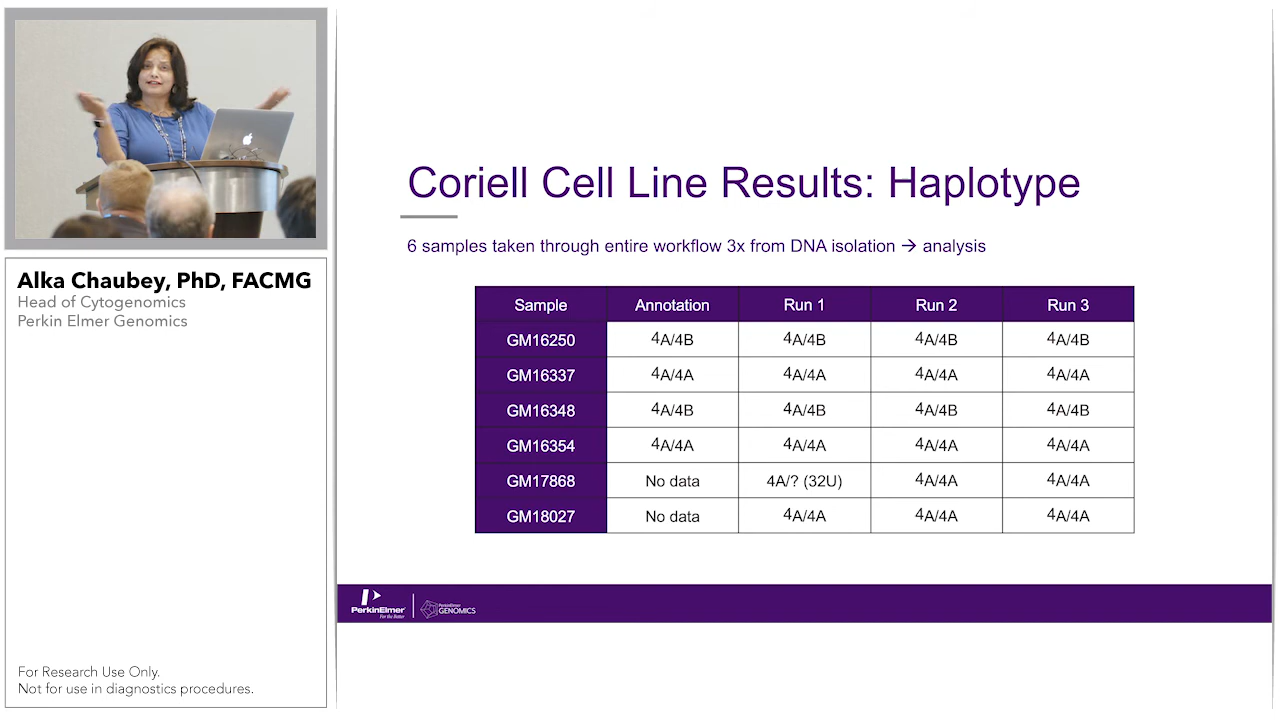 Alka Chaubey, PhD, FACMG
Head of Cytogenomics
Perkin Elmer Genomics
For Research Use Only.
Not for use in diagnostics procedures.
Coriell Cell Line Results: Haplotype
6 samples taken through entire workflow 3x from DNA isolation → analysis
Sample Annotation Run 1 Run 2 Run 3
GM16250 4A/4B 4A/4B 4A/4B 4A/4B
GM16337 4A/4A 4A/4A 4A/4A 4A/4A
GM16348 4A/4B 4A/4B 4A/4B 4A/4B
GM16354 4A/4A 4A/4A 4A/4A 4A/4A
GM17868 No data 4A/? (32U) 4A/4A 4A/4A
GM18027 No data 4A/4A 4A/4A 4A/4A
PerkinElmer
For the Better
PerkinElmer
GENOMICS